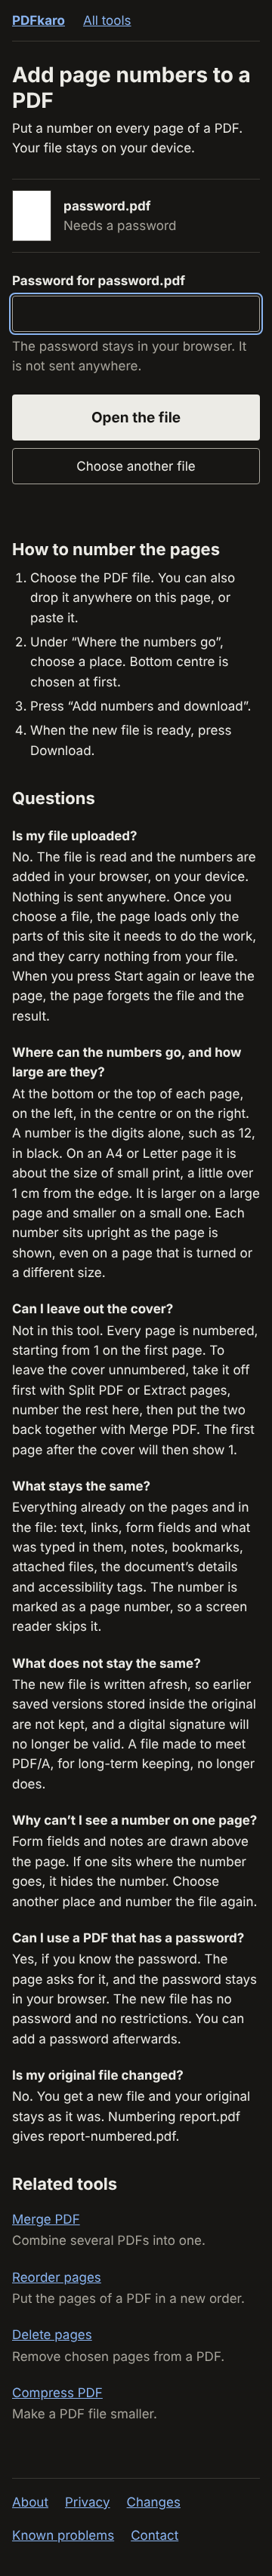 PDFkaro All tools
Add page numbers to a
PDF
Put a number on every page of a PDF.
Your file stays on your device.
password.pdf
Needs a password
Password for password.pdf
The password stays in your browser. It
is not sent anywhere.
Open the file
Choose another file
How to number the pages
1. Choose the PDF file. You can also
drop it anywhere on this page, or
paste it.
2. Under “Where the numbers go”,
choose a place. Bottom centre is
chosen at first.
3. Press “Add numbers and download”.
4. When the new file is ready, press
Download.
Questions
Is my file uploaded?
No. The file is read and the numbers are
added in your browser, on your device.
Nothing is sent anywhere. Once you
choose a file, the page loads only the
parts of this site it needs to do the work,
and they carry nothing from your file.
When you press Start again or leave the
page, the page forgets the file and the
result.
Where can the numbers go, and how
large are they?
At the bottom or the top of each page,
on the left, in the centre or on the right.
A number is the digits alone, such as 12,
in black. On an A4 or Letter page it is
about the size of small print, a little over
1 cm from the edge. It is larger on a large
page and smaller on a small one. Each
number sits upright as the page is
shown, even on a page that is turned or
a different size.
Can I leave out the cover?
Not in this tool. Every page is numbered,
starting from 1 on the first page. To
leave the cover unnumbered, take it off
first with Split PDF or Extract pages,
number the rest here, then put the two
back together with Merge PDF. The first
page after the cover will then show 1.
What stays the same?
Everything already on the pages and in
the file: text, links, form fields and what
was typed in them, notes, bookmarks,
attached files, the document’s details
and accessibility tags. The number is
marked as a page number, so a screen
reader skips it.
What does not stay the same?
The new file is written afresh, so earlier
saved versions stored inside the original
are not kept, and a digital signature will
no longer be valid. A file made to meet
PDF/A, for long-term keeping, no longer
does.
Why can’t I see a number on one page?
Form fields and notes are drawn above
the page. If one sits where the number
goes, it hides the number. Choose
another place and number the file again.
Can I use a PDF that has a password?
Yes, if you know the password. The
page asks for it, and the password stays
in your browser. The new file has no
password and no restrictions. You can
add a password afterwards.
Is my original file changed?
No. You get a new file and your original
stays as it was. Numbering report.pdf
gives report-numbered.pdf.
Related tools
Merge PDF
Combine several PDFs into one.
Reorder pages
Put the pages of a PDF in a new order.
Delete pages
Remove chosen pages from a PDF.
Compress PDF
Make a PDF file smaller.
About Privacy Changes
Known problems Contact